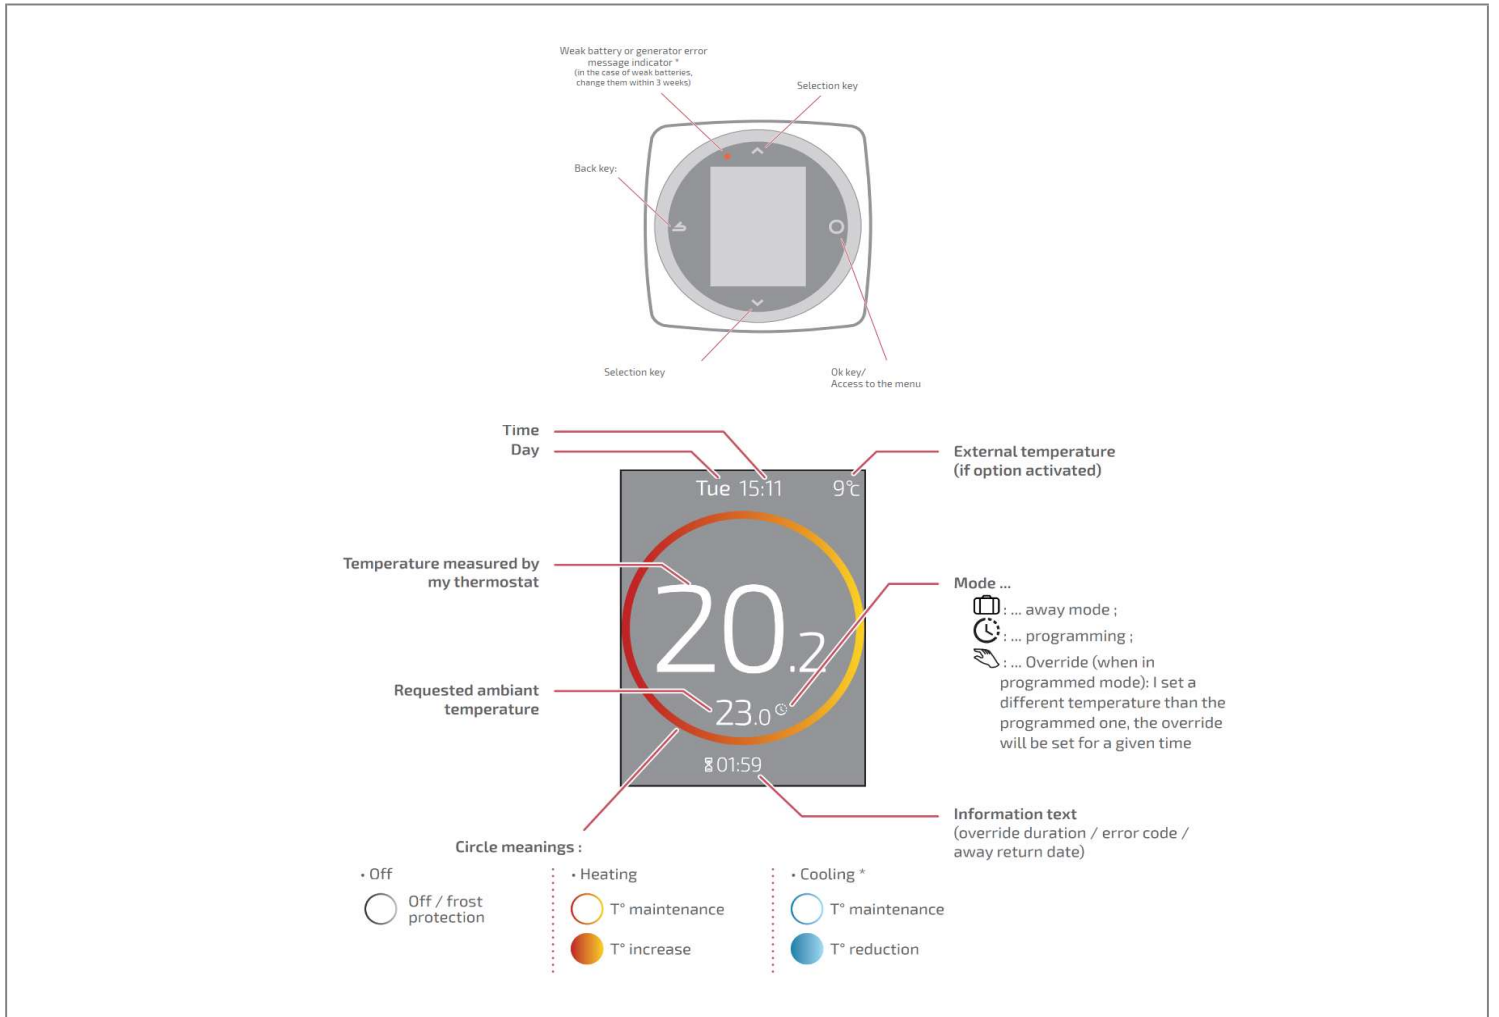 Weak battery or generator error
message indicator *
(in the case of weak batteries,
change them within 3 weeks)
Selection key
Back key:
Selection key
Ok key/
Access to the menu
Time
Day
External temperature
(if option activated)
Tue 15:11 9°c
Temperature measured by
my thermostat
20.2
Mode ...
: ... away mode ;
: ... programming ;
: ... Override (when in
programmed mode): I set a
different temperature than the
programmed one, the override
will be set for a given time
Requested ambiant
temperature
23.0
01:59
Information text
(override duration / error code /
away return date)
Circle meanings :
• Off
Off / frost
protection
• Heating
T° maintenance
T° increase
• Cooling *
T° maintenance
T° reduction